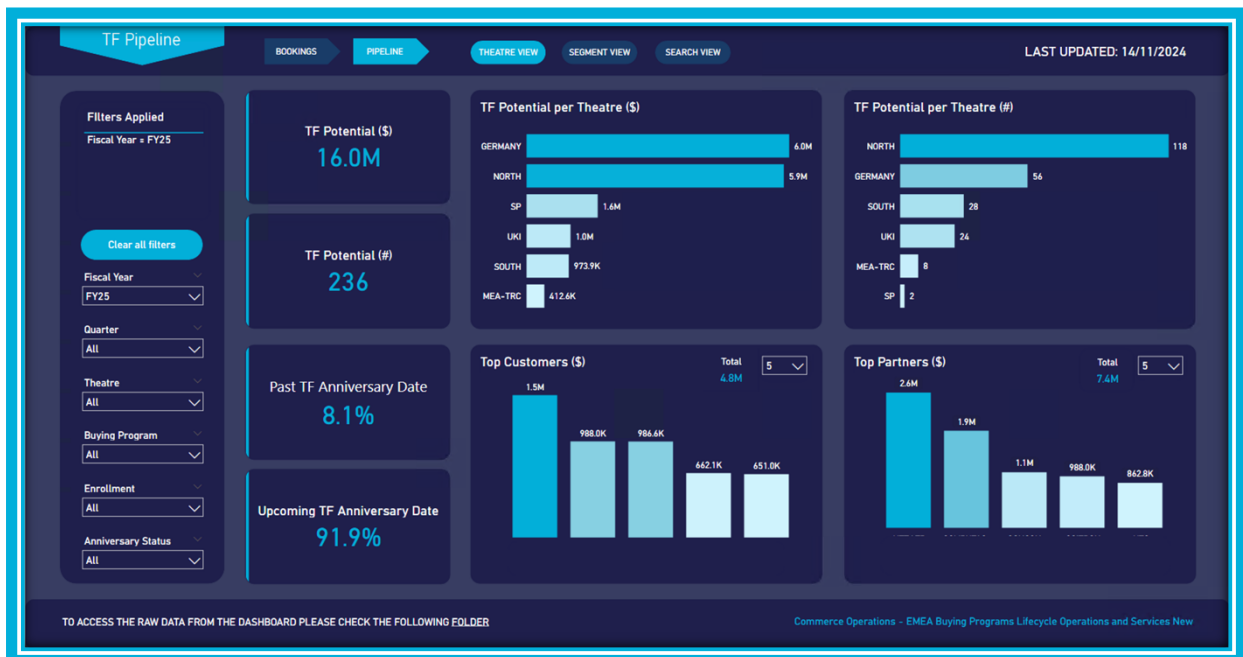 TF Pipeline
BOOKINGS
PIPELINE
THEATRE VIEW
SEGMENT VIEW
SEARCH VIEW
LAST UPDATED: 14/11/2024
FIlters Applied
Fiscal Year = FY25
Clear all filters
Fiscal Year
FY25
Quarter
All
Theatre
All
Buying Program
All
Enrollment
All
Anniversary Status
All
TF Potential ($)
16.0M
TF Potential (#)
236
Past TF Anniversary Date
8.1%
Upcoming TF Anniversary Date
91.9%
TF Potential per Theatre ($)
GERMANY 6.0M
NORTH 5.9M
SP 1.6M
UKI 1.0M
SOUTH 973.9K
MEA-TRC 412.6K
TF Potential per Theatre (#)
NORTH 118
GERMANY 56
SOUTH 28
UKI 24
MEA-TRC 8
SP 2
Top Customers ($)
Total
4.8M
5
1.5M
988.0K
986.6K
662.1K
651.0K
Top Partners ($)
Total
7.4M
5
2.6M
1.9M
1.1M
988.0K
862.8K
TO ACCESS THE RAW DATA FROM THE DASHBOARD PLEASE CHECK THE FOLLOWING FOLDER
Commerce Operations - EMEA Buying Programs Lifecycle Operations and Services New